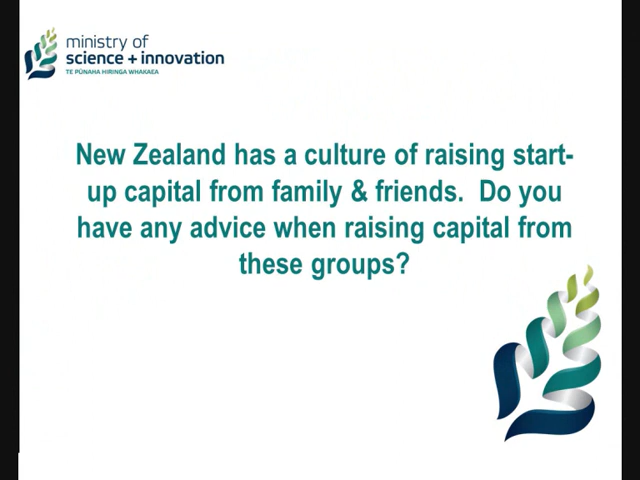 ministry of
science + innovation
TE PŪNAHA HIRINGA WHAKAEA
New Zealand has a culture of raising start-
up capital from family & friends.  Do you
have any advice when raising capital from
these groups?